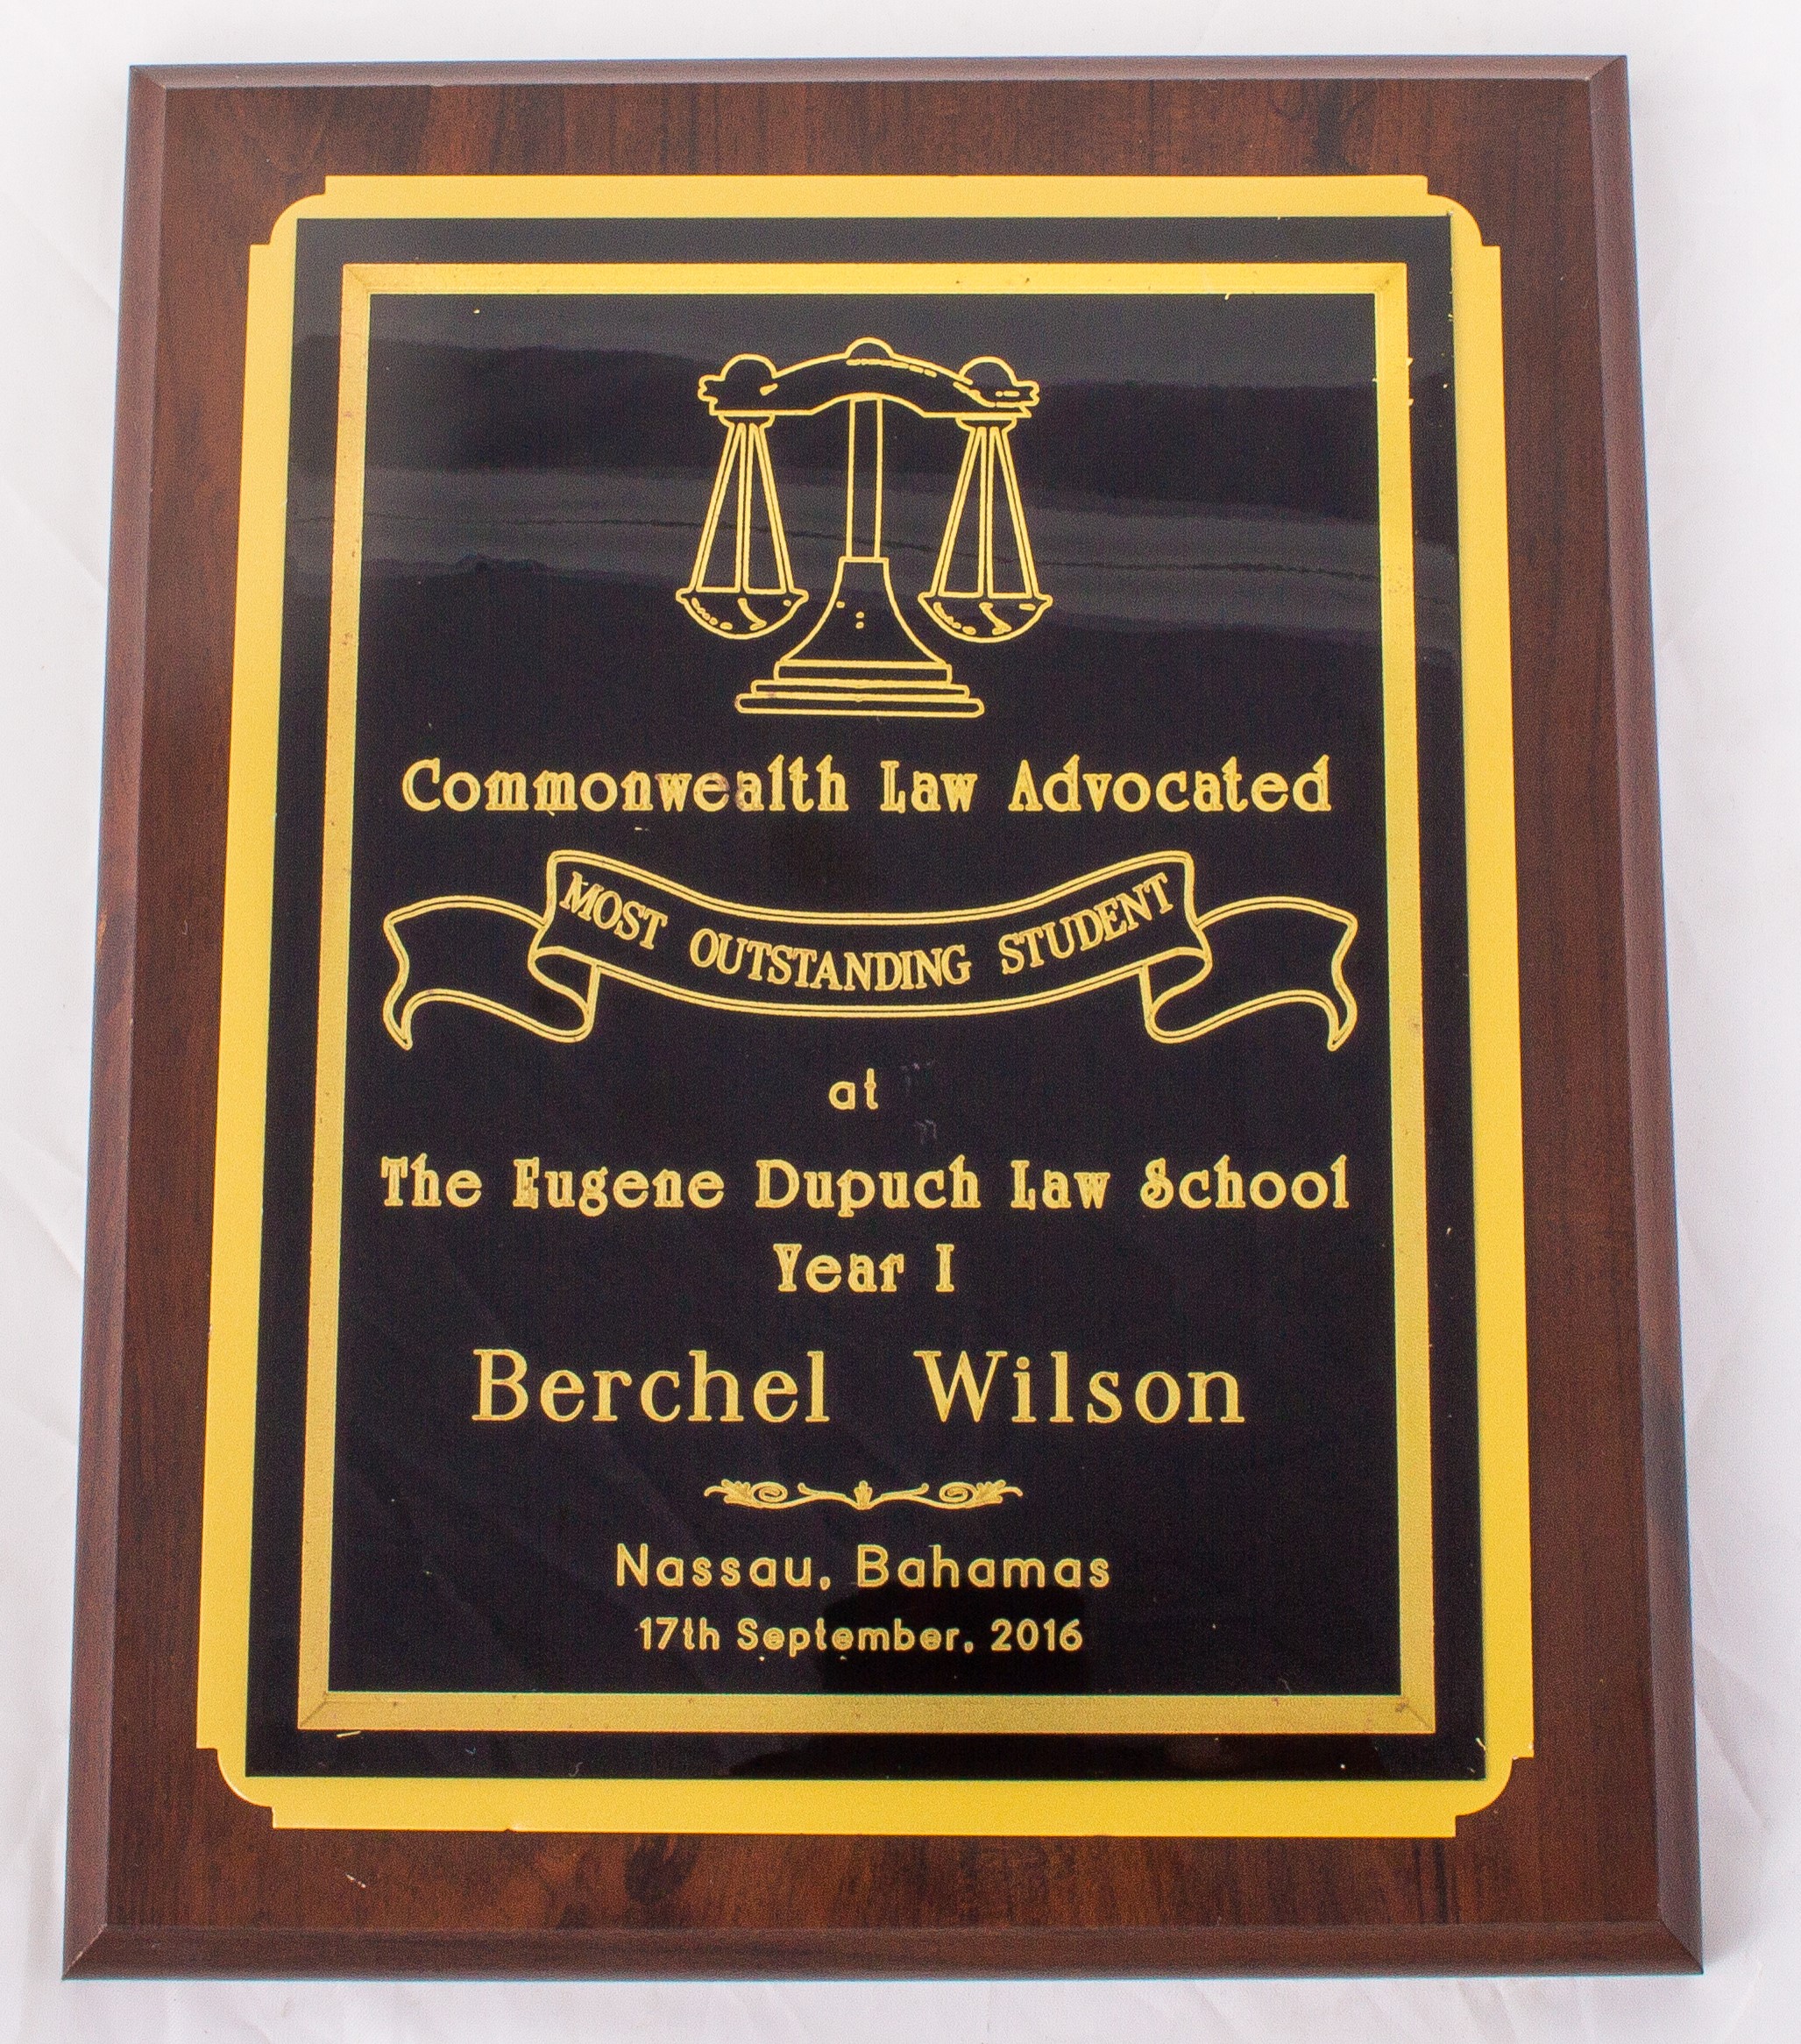 Commonwealth Law Advocated
MOST OUTSTANDING STUDENT
at
The Eugene Dupuch Law School
Year I
Berchel Wilson
Nassau, Bahamas
17th September, 2016